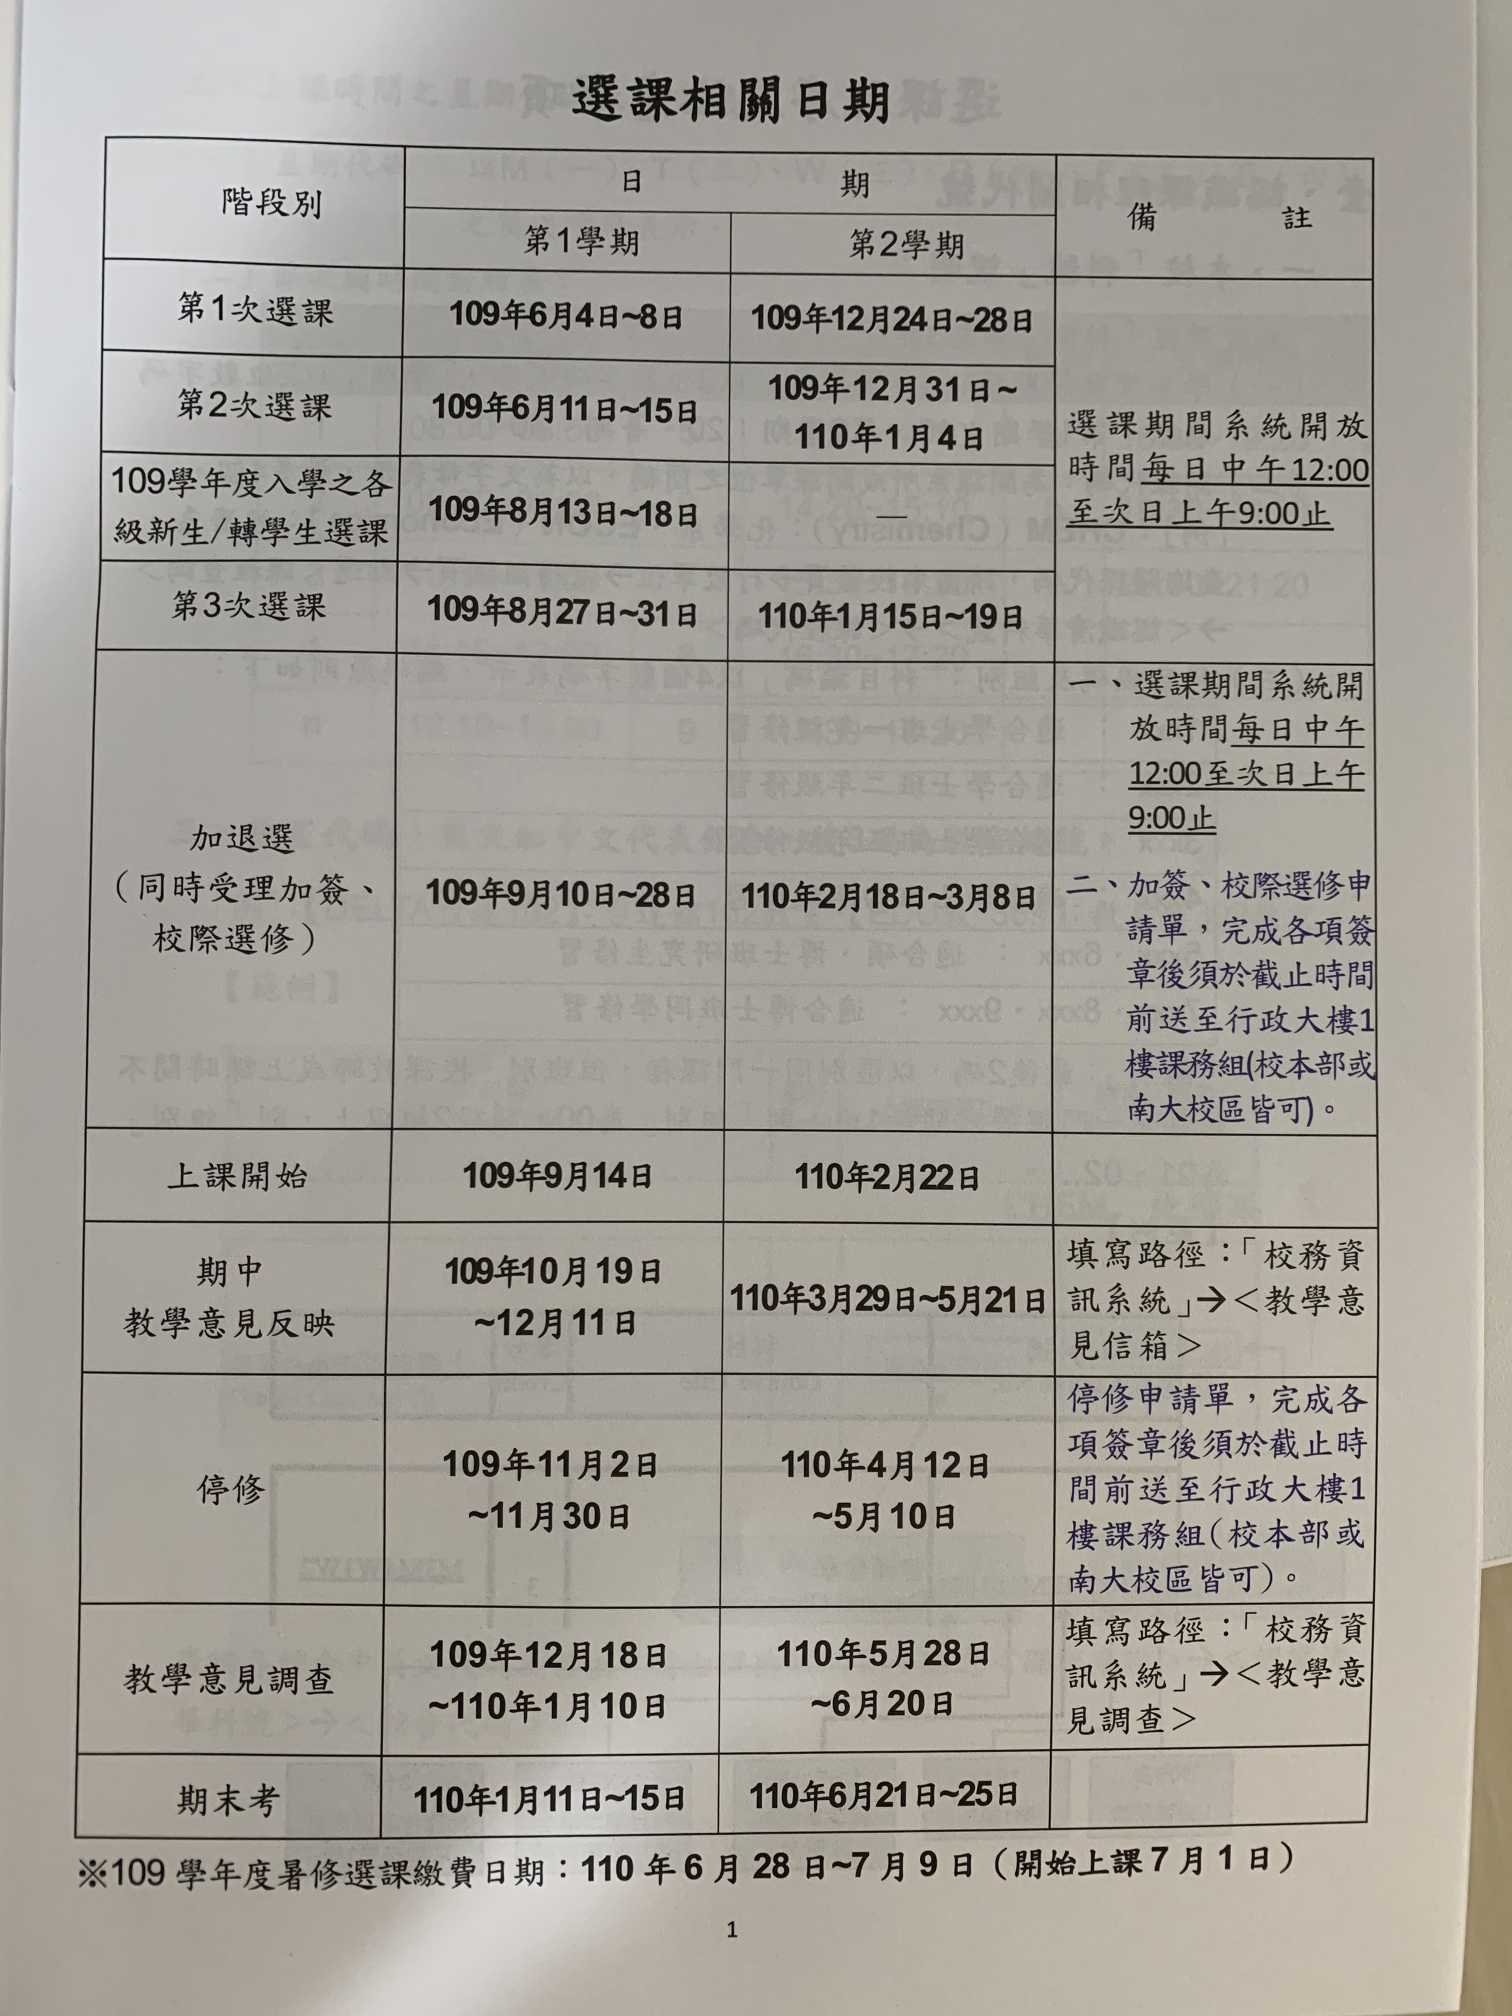 選課相關日期
階段別
日 期
備 註
第1學期
第2學期
第1次選課
109年6月4日~8日
109年12月24日~28日
選課期間系統開放
時間每日中午12:00
至次日上午9:00止
第2次選課
109年6月11日~15日
109年12月31日~
110年1月4日
109學年度入學之各
級新生/轉學生選課
109年8月13日~18日
—
第3次選課
109年8月27日~31日
110年1月15日~19日
加退選
（同時受理加簽、
校際選修）
109年9月10日~28日
110年2月18日~3月8日
一、選課期間系統開
放時間每日中午
12:00至次日上午
9:00止
二、加簽、校際選修申
請單，完成各項簽
章後須於截止時間
前送至行政大樓1
樓課務組(校本部或
南大校區皆可)。
上課開始
109年9月14日
110年2月22日
期中
教學意見反映
109年10月19日
~12月11日
110年3月29日~5月21日
填寫路徑：「校務資
訊系統」→＜教學意
見信箱＞
停修
109年11月2日
~11月30日
110年4月12日
~5月10日
停修申請單，完成各
項簽章後須於截止時
間前送至行政大樓1
樓課務組(校本部或
南大校區皆可)。
教學意見調查
109年12月18日
~110年1月10日
110年5月28日
~6月20日
填寫路徑：「校務資
訊系統」→＜教學意
見調查＞
期末考
110年1月11日~15日
110年6月21日~25日
※109學年度暑修選課繳費日期：110年6月28日~7月9日（開始上課7月1日）
1